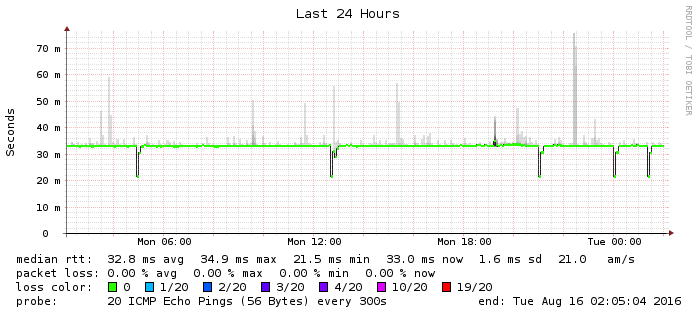 Last 24 Hours
RRDTOOL / TOBI OETIKER
Seconds
70 m
60 m
50 m
40 m
30 m
20 m
10 m
0
Mon 06:00 Mon 12:00 Mon 18:00 Tue 00:00
median rtt: 32.8 ms avg 34.9 ms max 21.5 ms min 33.0 ms now 1.6 ms sd 21.0 am/s
packet loss: 0.00 % avg 0.00 % max 0.00 % min 0.00 % now
loss color: 0 1/20 2/20 3/20 4/20 10/20 19/20
probe: 20 ICMP Echo Pings (56 Bytes) every 300s end: Tue Aug 16 02:05:04 2016